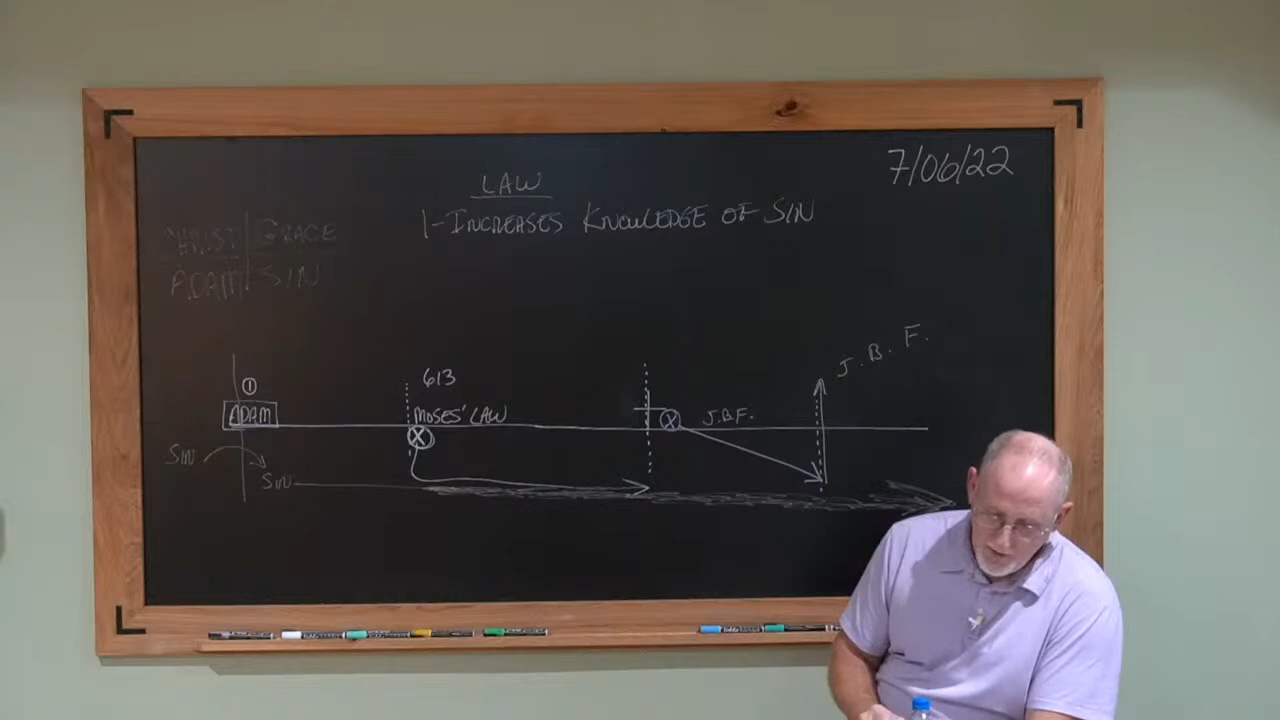 7/06/22
LAW
1-INCREASES KNOWLEDGE OF SIN
CHRIST GRACE
ADAM SIN
J. B. F.
613
1
ADAM
MOSES' LAW
X
J.B.F.
X
SIN
SIN